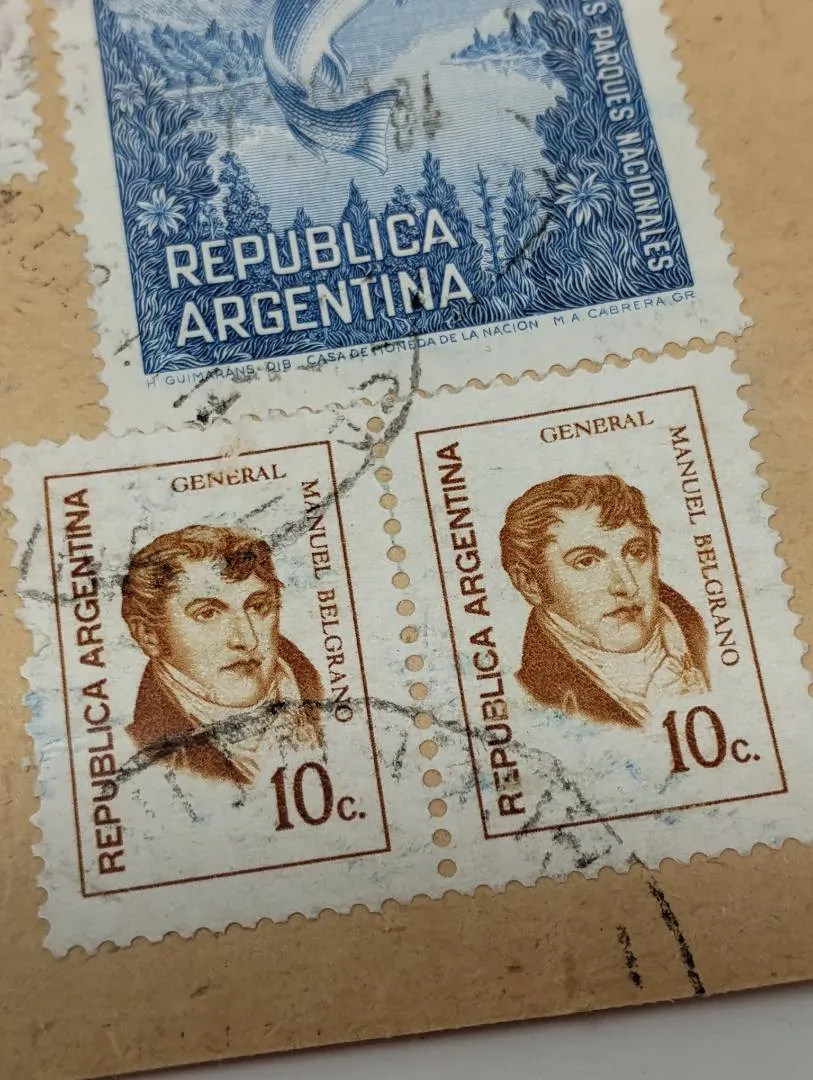 S PARQUES NACIONALES
REPUBLICA
ARGENTINA
H. GUIMARANS. DIB. CASA DE MONEDA DE LA NACION M. A. CABRERA. GR.
GENERAL
MANUEL BELGRANO
REPUBLICA ARGENTINA
10c.
GENERAL
MANUEL BELGRANO
REPUBLICA ARGENTINA
10c.